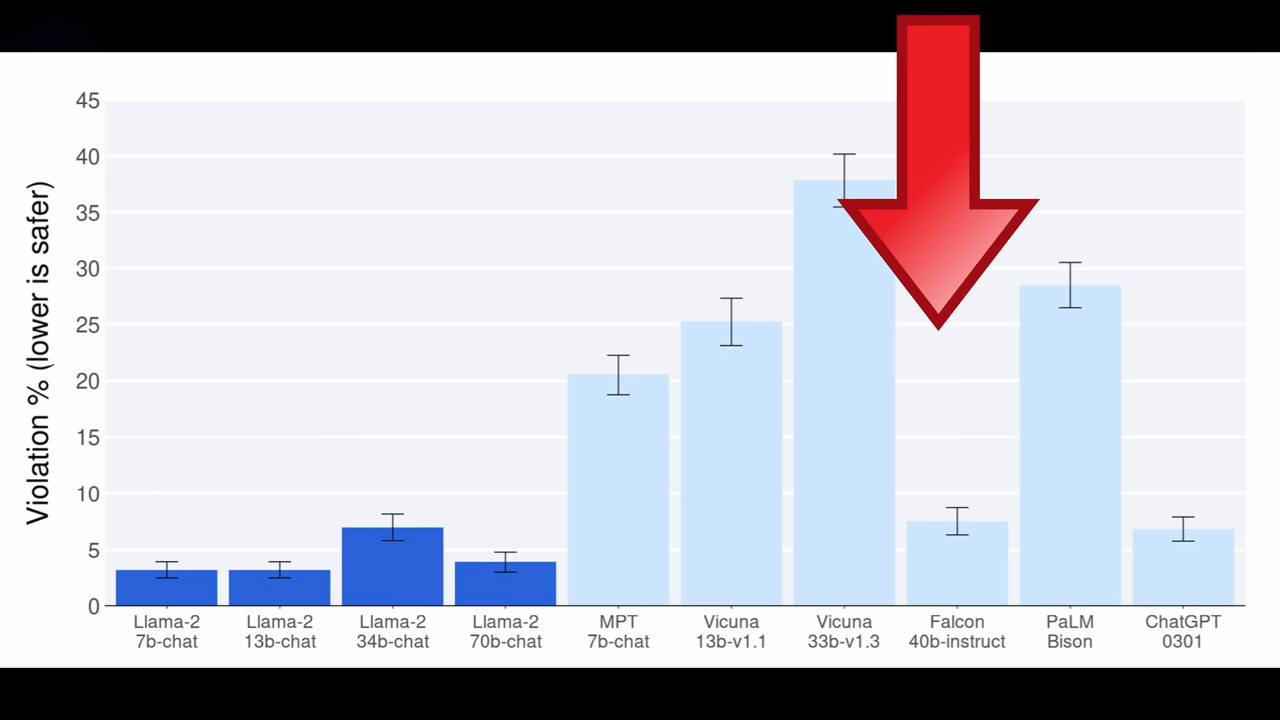 Violation % (lower is safer)
45
40
35
30
25
20
15
10
5
0
Llama-2
7b-chat
Llama-2
13b-chat
Llama-2
34b-chat
Llama-2
70b-chat
MPT
7b-chat
Vicuna
13b-v1.1
Vicuna
33b-v1.3
Falcon
40b-instruct
PaLM
Bison
ChatGPT
0301